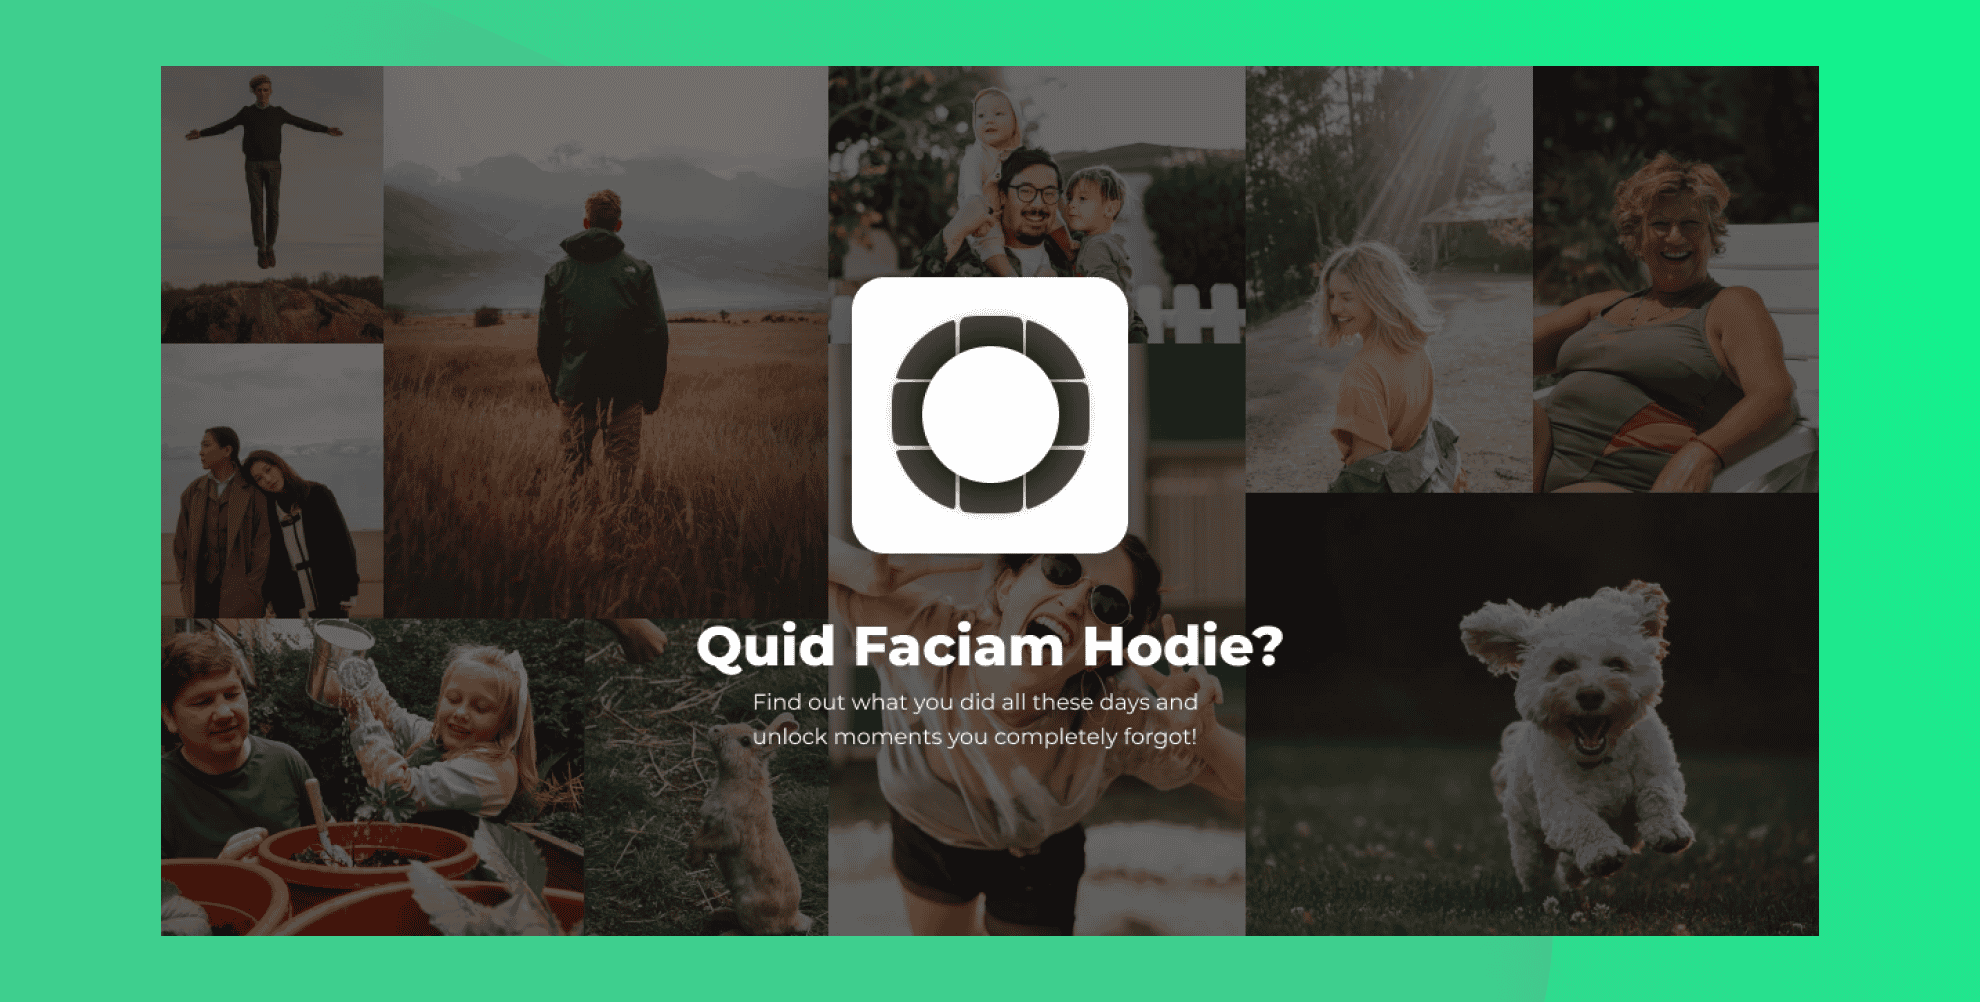 Quid Faciam Hodie?
Find out what you did all these days and
unlock moments you completely forgot!